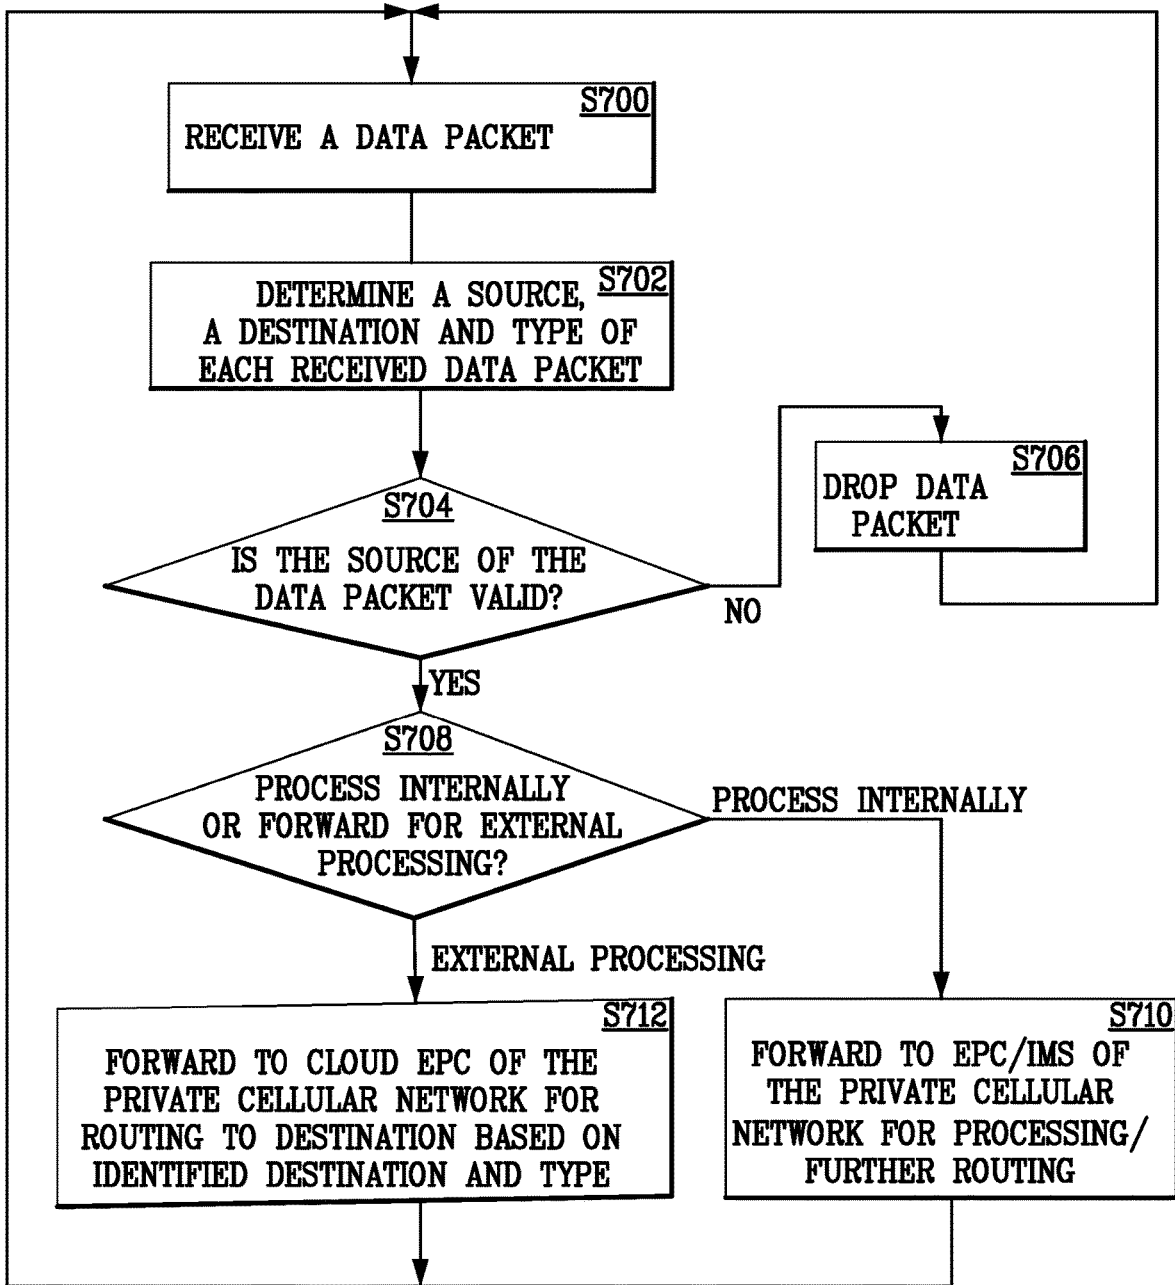 S700
RECEIVE A DATA PACKET
S702
DETERMINE A SOURCE,
A DESTINATION AND TYPE OF
EACH RECEIVED DATA PACKET
S704
IS THE SOURCE OF THE
DATA PACKET VALID?
NO
S706
DROP DATA
PACKET
YES
S708
PROCESS INTERNALLY
OR FORWARD FOR EXTERNAL
PROCESSING?
PROCESS INTERNALLY
EXTERNAL PROCESSING
S712
FORWARD TO CLOUD EPC OF THE
PRIVATE CELLULAR NETWORK FOR
ROUTING TO DESTINATION BASED ON
IDENTIFIED DESTINATION AND TYPE
S710
FORWARD TO EPC/IMS OF
THE PRIVATE CELLULAR
NETWORK FOR PROCESSING/
FURTHER ROUTING